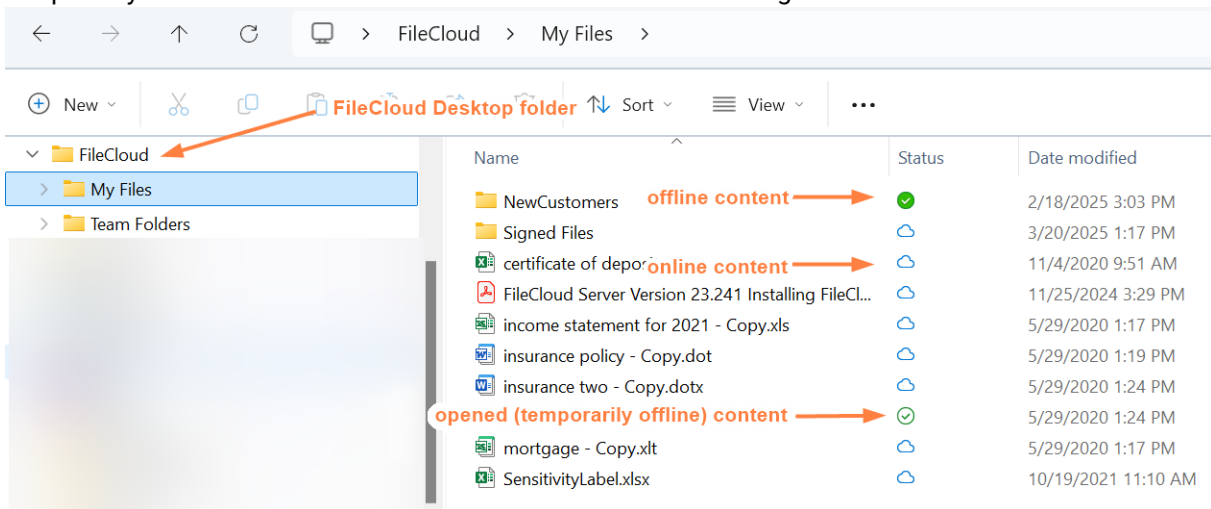 FileCloud > My Files >
New Sort View
FileCloud Desktop folder
FileCloud
My Files
Team Folders
Name Status Date modified
NewCustomers offline content 2/18/2025 3:03 PM
Signed Files 3/20/2025 1:17 PM
certificate of online content 11/4/2020 9:51 AM
FileCloud Server Version 23.241 Installing FileCl... 11/25/2024 3:29 PM
income statement for 2021 - Copy.xls 5/29/2020 1:17 PM
insurance policy - Copy.dot 5/29/2020 1:19 PM
insurance two - Copy.dotx 5/29/2020 1:24 PM
opened (temporarily offline) content 5/29/2020 1:24 PM
mortgage - Copy.xlt 5/29/2020 1:17 PM
SensitivityLabel.xlsx 10/19/2021 11:10 AM